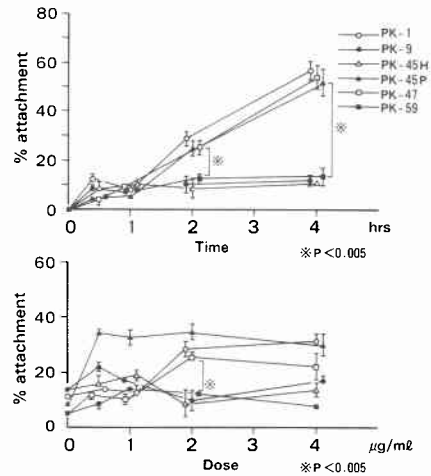 % attachment
80
60
40
20
0
0 1 2 3 4 hrs
Time
※P<0.005
※
※
PK-1
PK-9
PK-45H
PK-45P
PK-47
PK-59
% attachment
60
40
20
0
0 1 2 3 4 μg/mℓ
Dose
※P<0.005
※